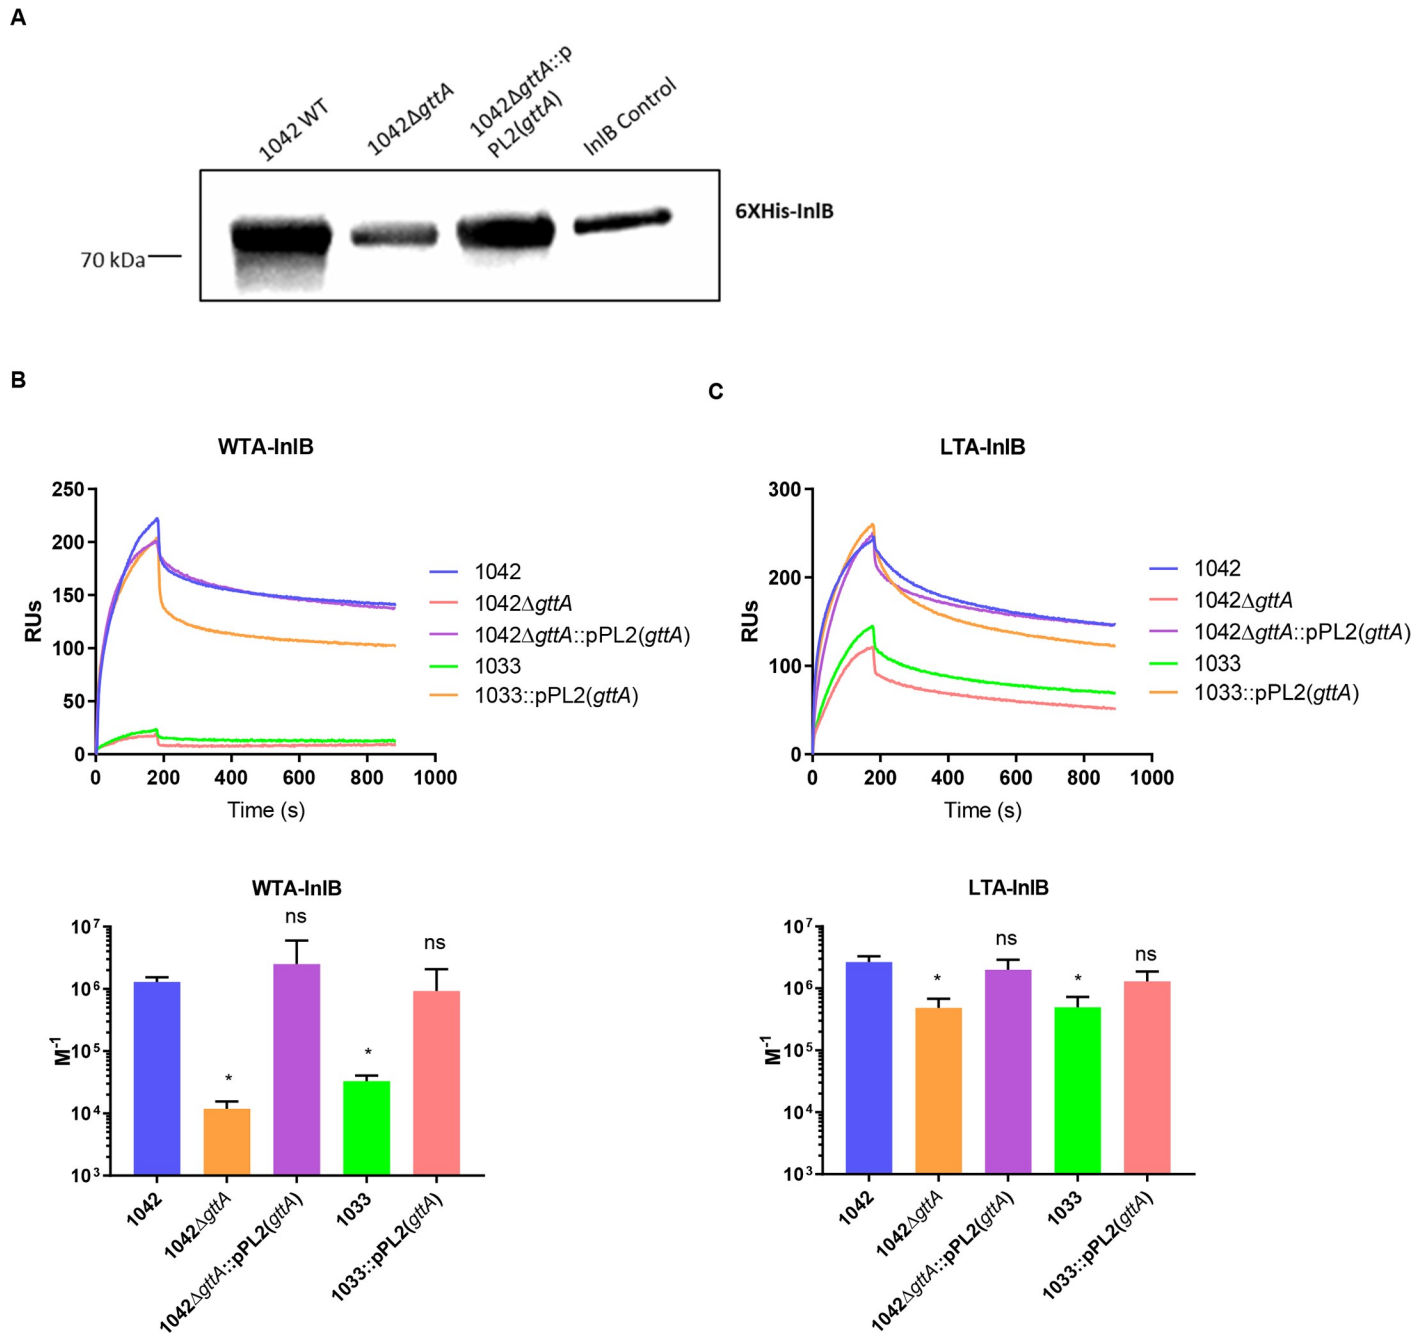 A
1042 WT
1042ΔgttA
1042ΔgttA::p
PL2(gttA)
InlB Control
6XHis-InlB
70 kDa
B
WTA-InlB
250
200
150
100
50
0
RUs
0 200 400 600 800 1000
Time (s)
1042
1042ΔgttA
1042ΔgttA::pPL2(gttA)
1033
1033::pPL2(gttA)
C
LTA-InlB
300
200
100
0
RUs
0 200 400 600 800 1000
Time (s)
1042
1042ΔgttA
1042ΔgttA::pPL2(gttA)
1033
1033::pPL2(gttA)
WTA-InlB
10⁷
10⁶
10⁵
10⁴
10³
M⁻¹
* ns * ns
1042
1042ΔgttA
1042ΔgttA::pPL2(gttA)
1033
1033::pPL2(gttA)
LTA-InlB
10⁷
10⁶
10⁵
10⁴
10³
M⁻¹
* ns * ns
1042
1042ΔgttA
1042ΔgttA::pPL2(gttA)
1033
1033::pPL2(gttA)